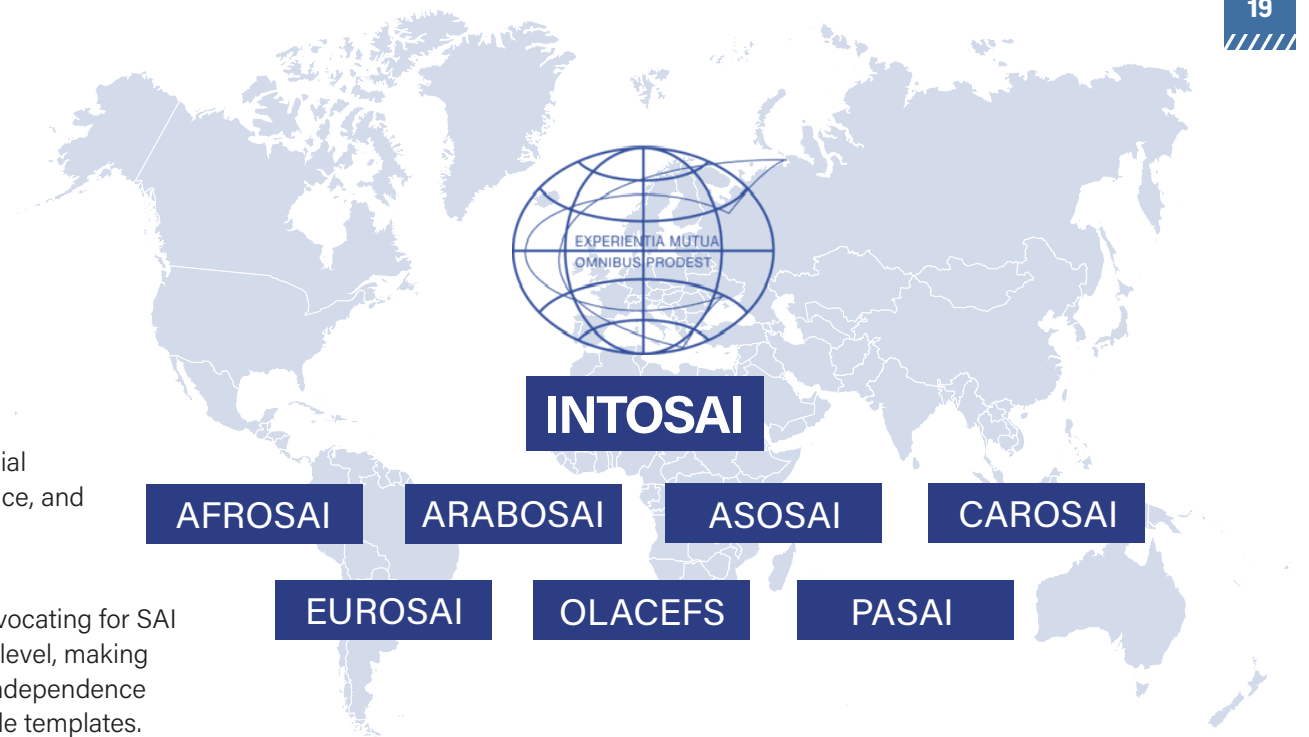 19
EXPERIENTIA MUTUA
OMNIBUS PRODEST
INTOSAI
AFROSAI ARABOSAI ASOSAI CAROSAI
EUROSAI OLACEFS PASAI
ial
ce, and
vocating for SAI
level, making
ndependence
le templates.